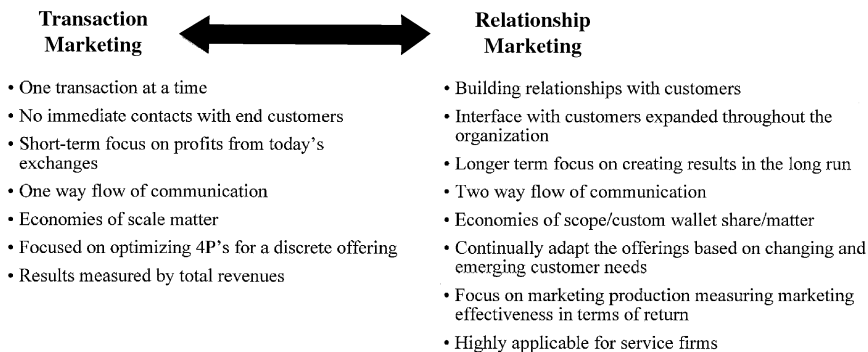 Transaction
Marketing
• One transaction at a time
• No immediate contacts with end customers
• Short-term focus on profits from today's
exchanges
• One way flow of communication
• Economies of scale matter
• Focused on optimizing 4P's for a discrete offering
• Results measured by total revenues
Relationship
Marketing
• Building relationships with customers
• Interface with customers expanded throughout the
organization
• Longer term focus on creating results in the long run
• Two way flow of communication
• Economies of scope/custom wallet share/matter
• Continually adapt the offerings based on changing and
emerging customer needs
• Focus on marketing production measuring marketing
effectiveness in terms of return
• Highly applicable for service firms